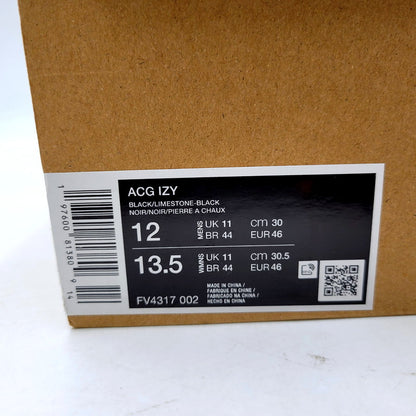 ACG IZY
BLACK/LIMESTONE-BLACK
NOIR/NOIR/PIERRE A CHAUX
12 MENS UK 11 cm 30
BR 44 EUR 46
13.5 WMNS UK 11 cm 30.5
BR 44 EUR 46
MADE IN CHINA/
FABRIQUE EN CHINE/
FABRICADO NA CHINA/
HECHO EN CHINA
FV4317 002
1 97600 81380 9 14